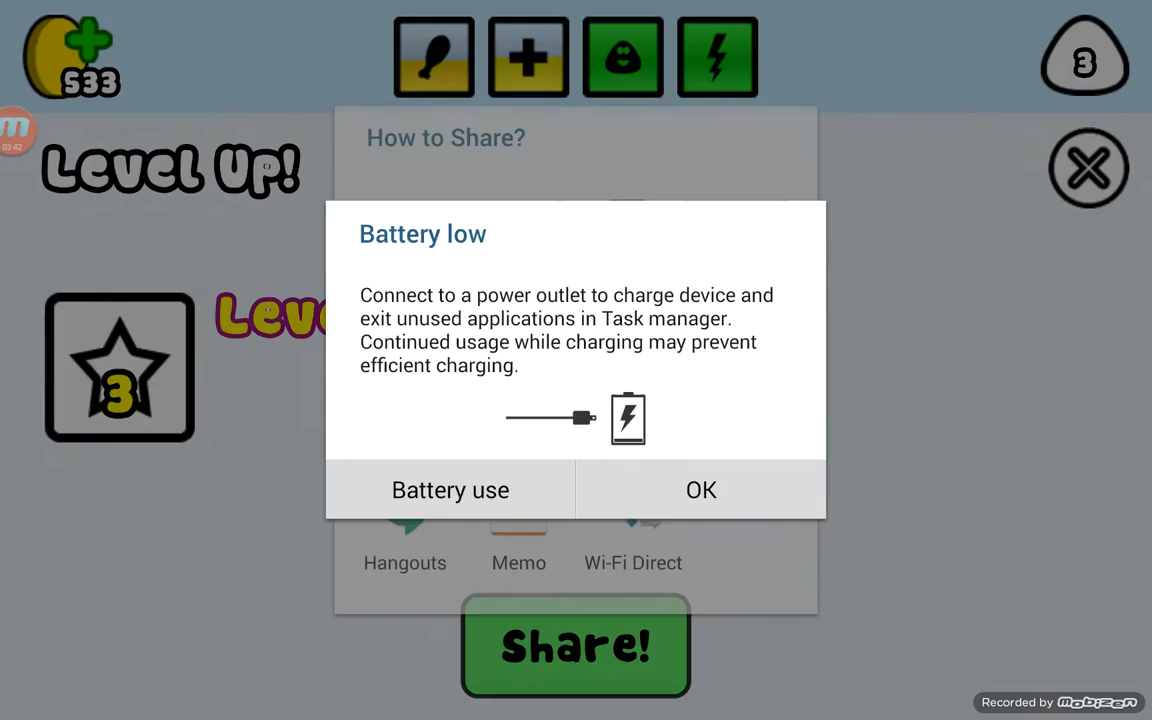 533
3
03:42
How to Share?
Level Up!
Battery low
Connect to a power outlet to charge device and
exit unused applications in Task manager.
Continued usage while charging may prevent
efficient charging.
3
Battery use
OK
Hangouts
Memo
Wi-Fi Direct
Share!
Recorded by mobizen